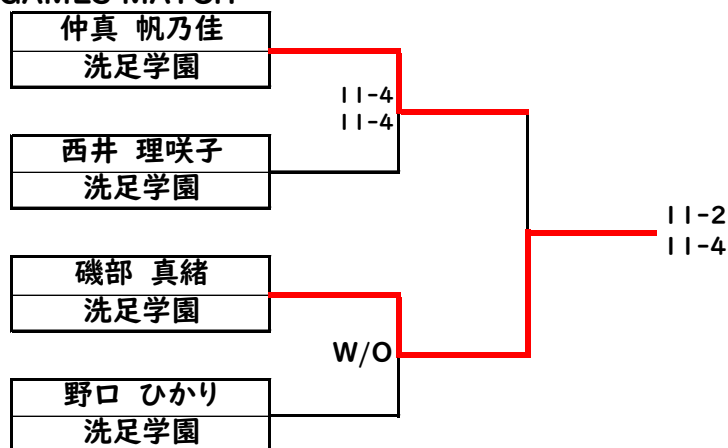 GAMES MATCH
仲真 帆乃佳
洗足学園
11-4
11-4
西井 理咲子
洗足学園
11-2
11-4
磯部 真緒
洗足学園
W/O
野口 ひかり
洗足学園